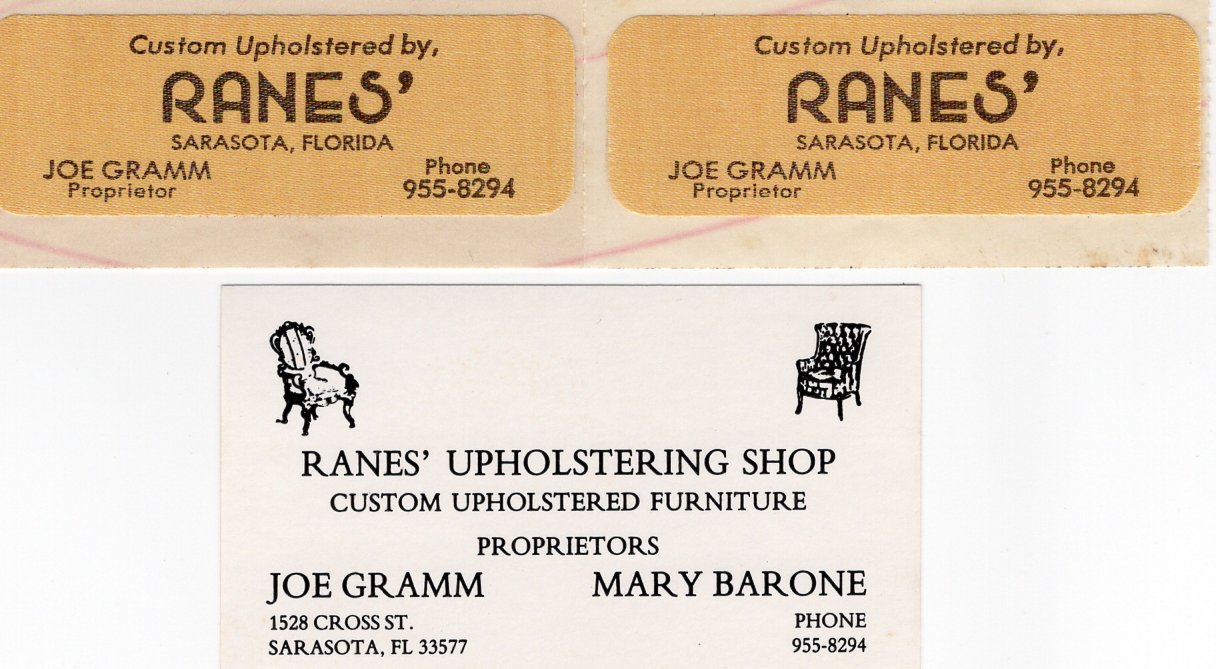 Custom Upholstered by,
RANES'
SARASOTA, FLORIDA
JOE GRAMM
Proprietor
Phone
955-8294
Custom Upholstered by,
RANES'
SARASOTA, FLORIDA
JOE GRAMM
Proprietor
Phone
955-8294
RANES' UPHOLSTERING SHOP
CUSTOM UPHOLSTERED FURNITURE
PROPRIETORS
JOE GRAMM MARY BARONE
1528 CROSS ST. PHONE
SARASOTA, FL 33577 955-8294